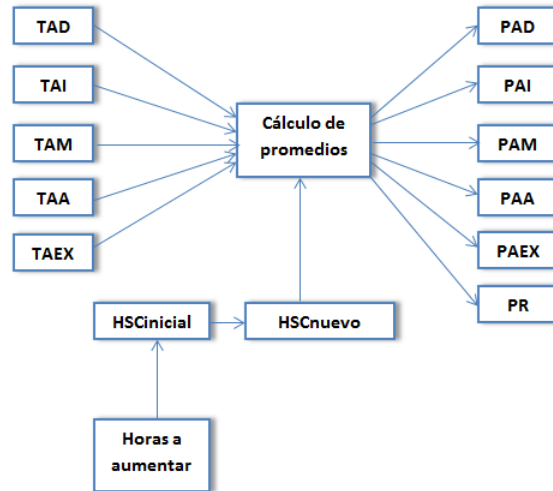 TAD
TAI
TAM
TAA
TAEX
Cálculo de
promedios
PAD
PAI
PAM
PAA
PAEX
PR
HSCinicial
HSCnuevo
Horas a
aumentar